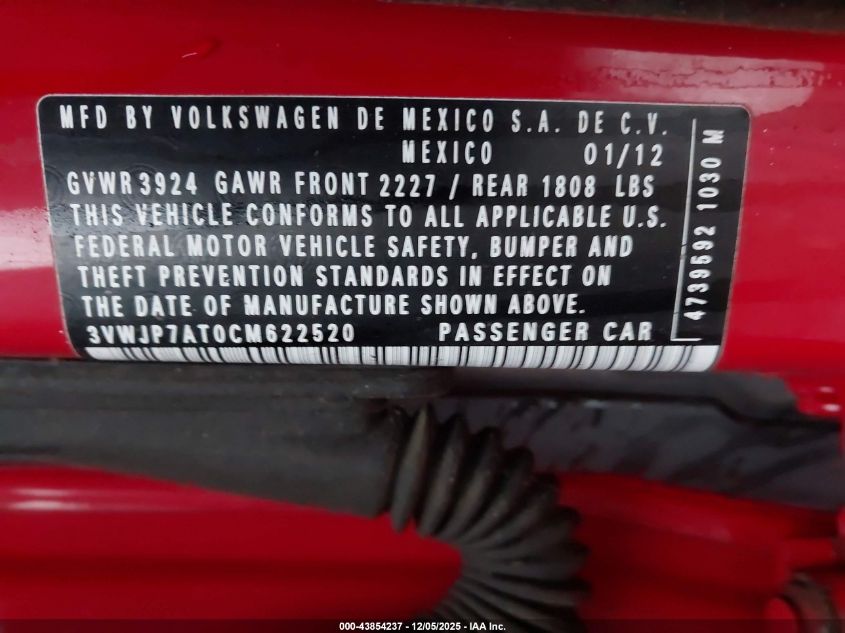 MFD BY VOLKSWAGEN DE MEXICO S.A. DE C.V.
MEXICO 01/12
GVWR 3924 GAWR FRONT 2227 / REAR 1808 LBS
THIS VEHICLE CONFORMS TO ALL APPLICABLE U.S.
FEDERAL MOTOR VEHICLE SAFETY, BUMPER AND
THEFT PREVENTION STANDARDS IN EFFECT ON
THE DATE OF MANUFACTURE SHOWN ABOVE.
3VWJP7AT0CM622520 PASSENGER CAR
4739592 1030 M
000-43854237 - 12/05/2025 - IAA Inc.